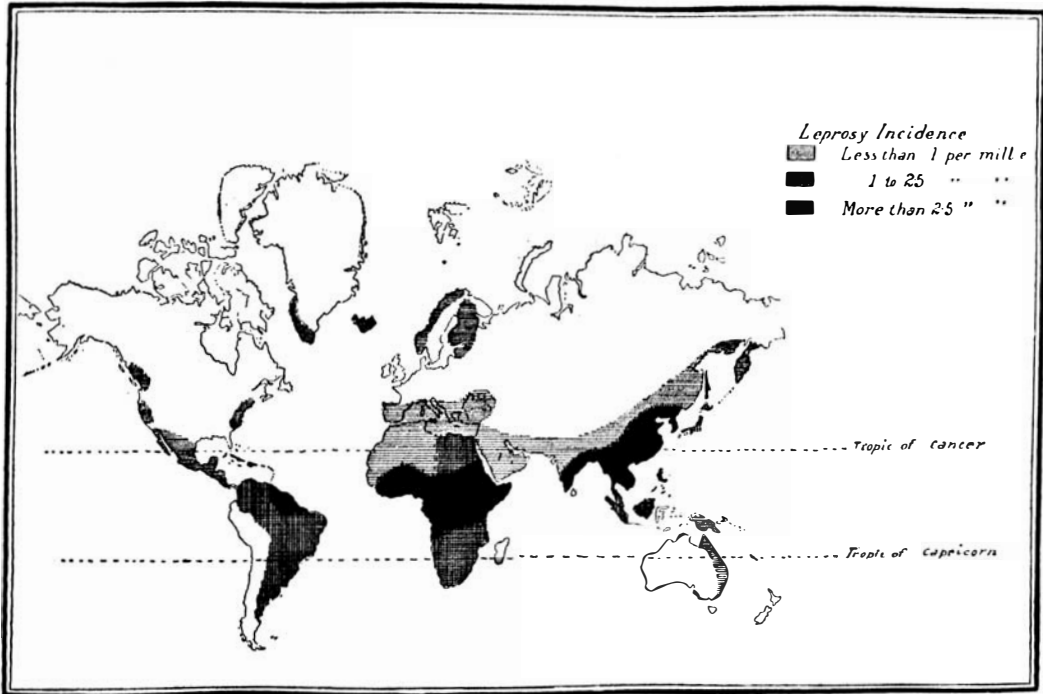 Leprosy Incidence
Less than 1 per mille
1 to 25 " "
More than 2·5 " "
Tropic of cancer
Tropic of capricorn